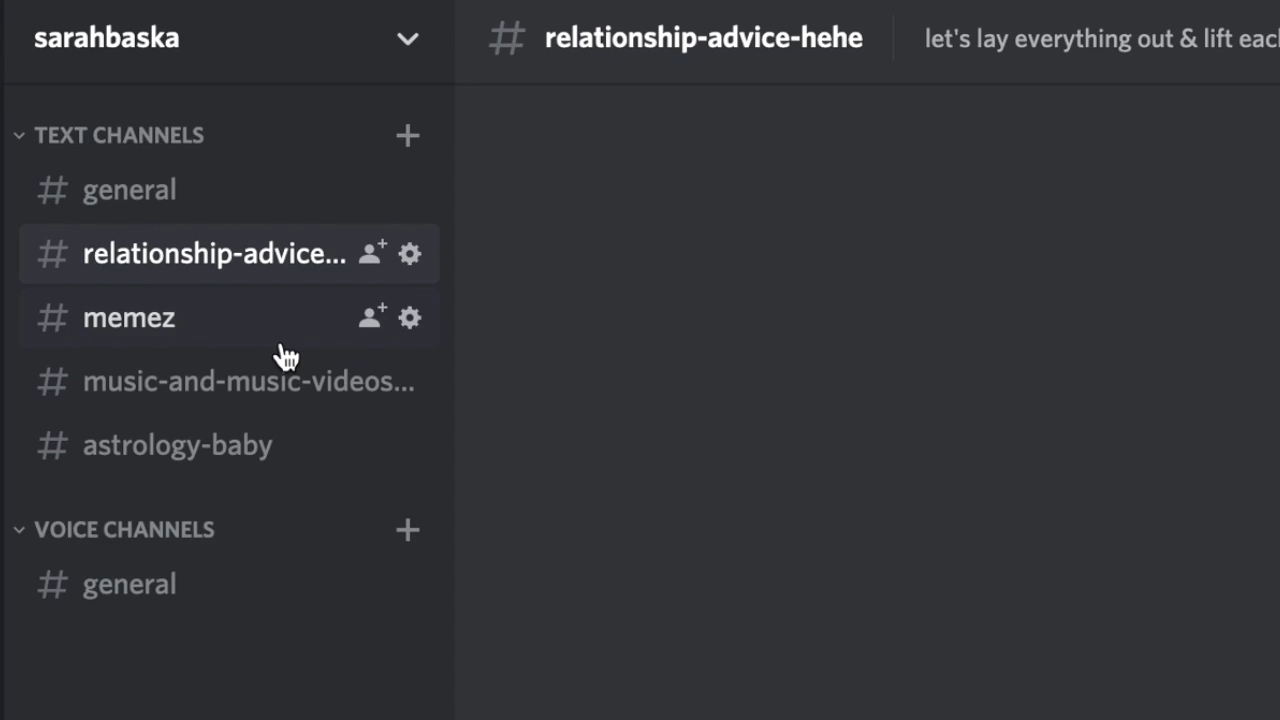 sarahbaska
# relationship-advice-hehe
let's lay everything out & lift
TEXT CHANNELS
# general
# relationship-advice...
# memez
# music-and-music-videos...
# astrology-baby
VOICE CHANNELS
# general